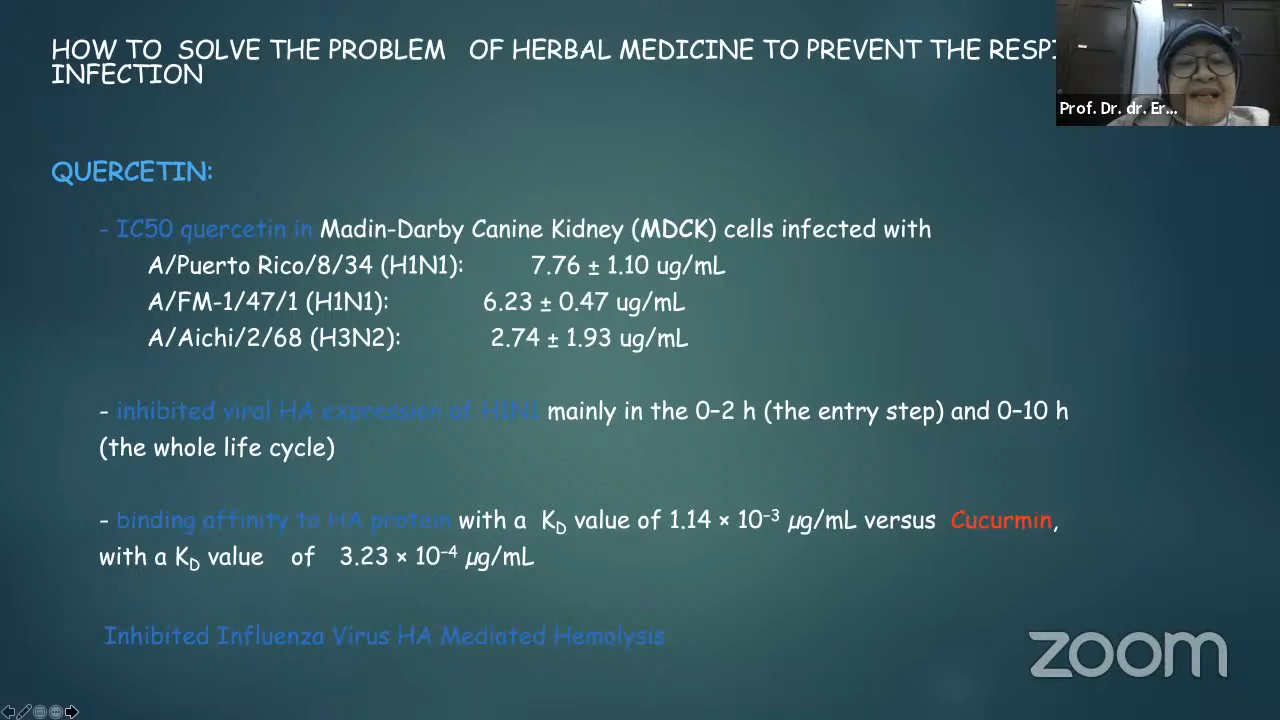 HOW TO SOLVE THE PROBLEM OF HERBAL MEDICINE TO PREVENT THE
INFECTION
Prof. Dr. dr. Er...
QUERCETIN:
- IC50 quercetin in Madin-Darby Canine Kidney (MDCK) cells infected with
A/Puerto Rico/8/34 (H1N1): 7.76 ± 1.10 ug/mL
A/FM-1/47/1 (H1N1): 6.23 ± 0.47 ug/mL
A/Aichi/2/68 (H3N2): 2.74 ± 1.93 ug/mL
- inhibited viral HA expression of H1N1 mainly in the 0–2 h (the entry step) and 0–10 h
(the whole life cycle)
- binding affinity to HA protein with a K_D value of 1.14 × 10⁻³ µg/mL versus Cucurmin,
with a K_D value of 3.23 × 10⁻⁴ µg/mL
Inhibited Influenza Virus HA Mediated Hemolysis
zoom